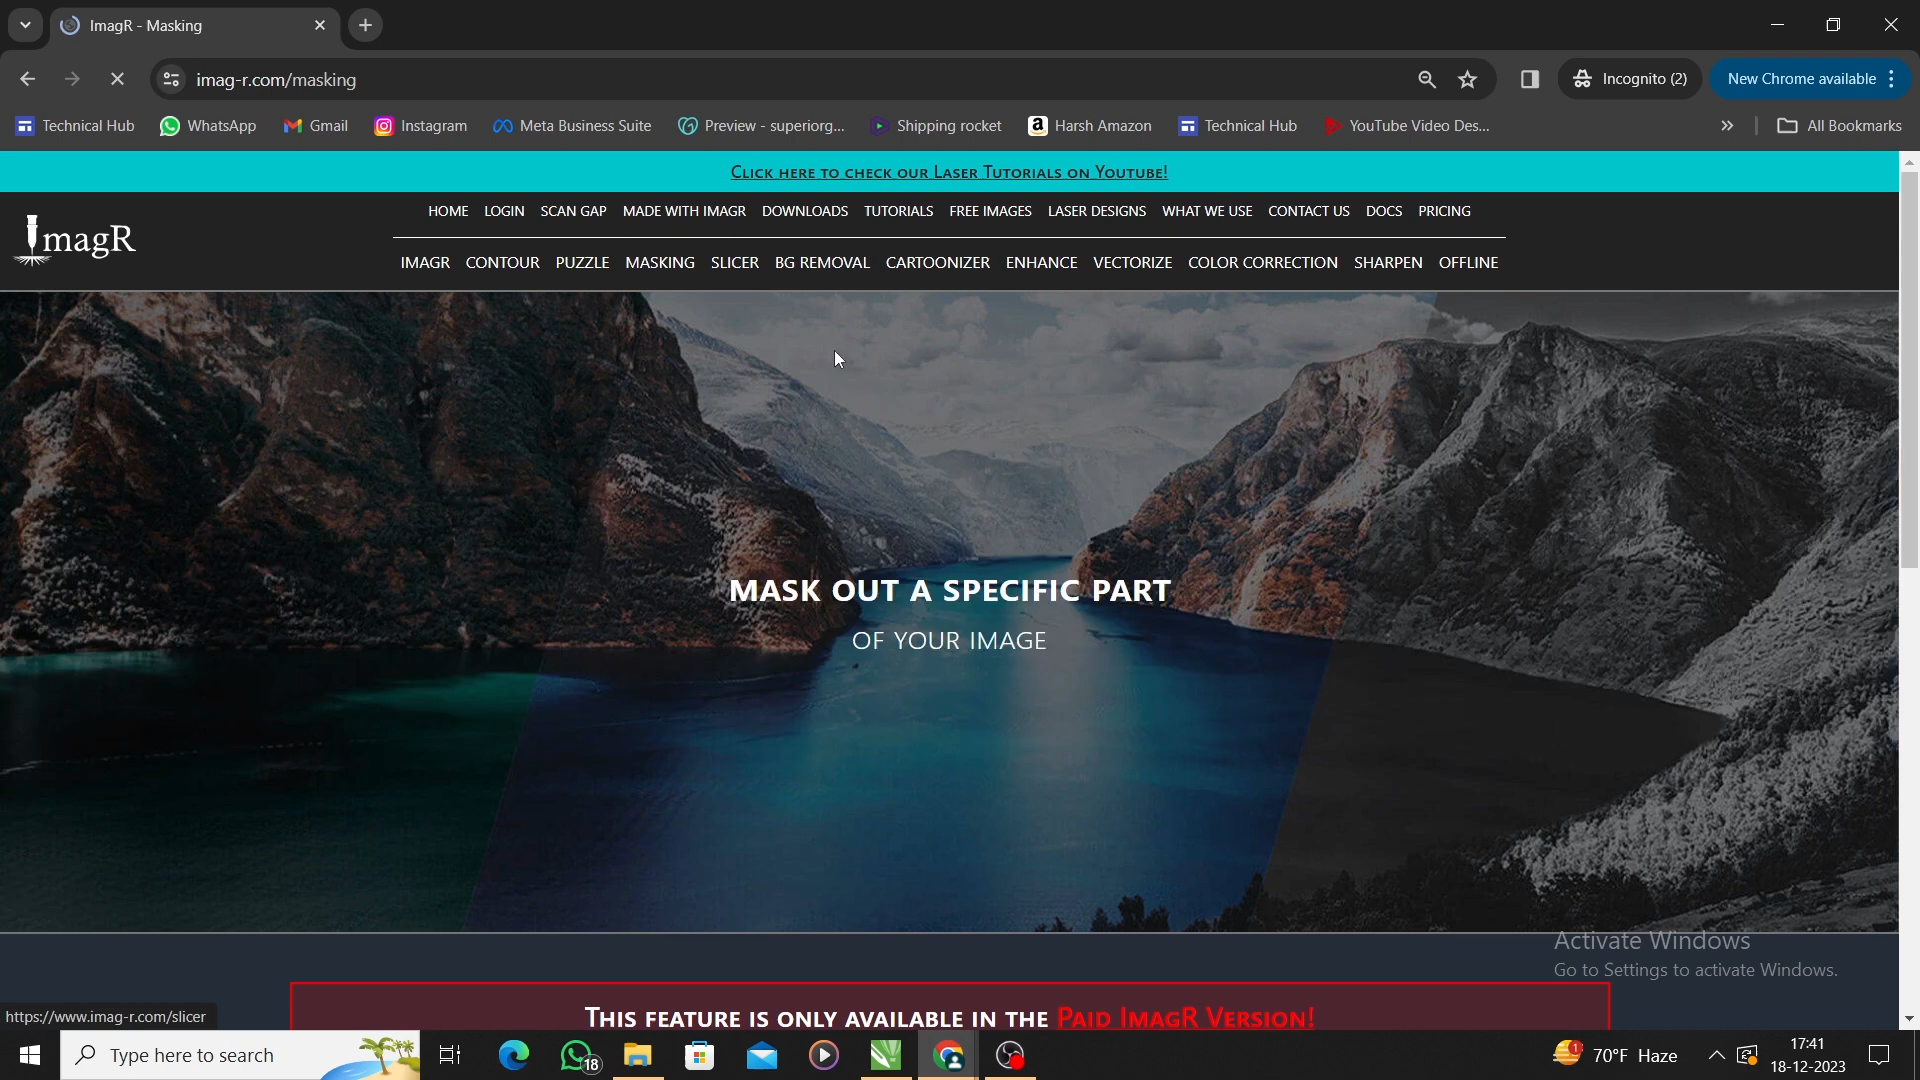 ImagR - Masking
imag-r.com/masking
Incognito (2)
New Chrome available
Technical Hub
WhatsApp
Gmail
Instagram
Meta Business Suite
Preview - superiorg...
Shipping rocket
Harsh Amazon
Technical Hub
YouTube Video Des...
All Bookmarks
CLICK HERE TO CHECK OUR LASER TUTORIALS ON YOUTUBE!
ImagR
HOME LOGIN SCAN GAP MADE WITH IMAGR DOWNLOADS TUTORIALS FREE IMAGES LASER DESIGNS WHAT WE USE CONTACT US DOCS PRICING
IMAGR CONTOUR PUZZLE MASKING SLICER BG REMOVAL CARTOONIZER ENHANCE VECTORIZE COLOR CORRECTION SHARPEN OFFLINE
MASK OUT A SPECIFIC PART
OF YOUR IMAGE
Activate Windows
Go to Settings to activate Windows.
THIS FEATURE IS ONLY AVAILABLE IN THE PAID IMAGR VERSION!
https://www.imag-r.com/slicer
Type here to search
18
1
70°F Haze
17:41
18-12-2023